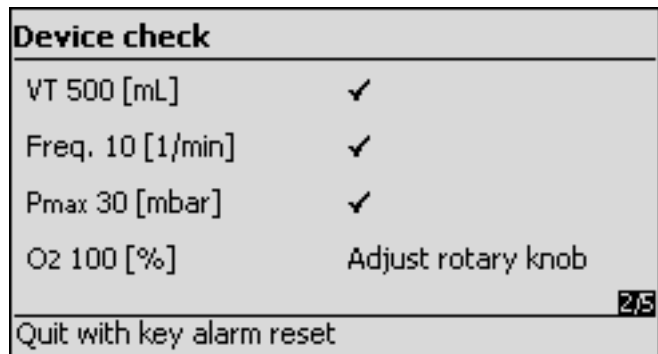 Device check
VT 500 [mL] ✓
Freq. 10 [1/min] ✓
Pmax 30 [mbar] ✓
O2 100 [%] Adjust rotary knob
2/5
Quit with key alarm reset